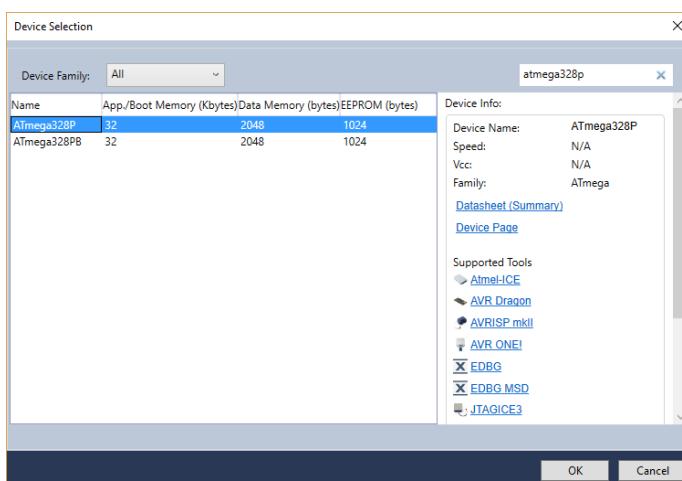 Device Selection
Device Family: All atmega328p
Name App./Boot Memory (Kbytes) Data Memory (bytes) EEPROM (bytes)
ATmega328P 32 2048 1024
ATmega328PB 32 2048 1024
Device Info:
Device Name: ATmega328P
Speed: N/A
Vcc: N/A
Family: ATmega
Datasheet (Summary)
Device Page
Supported Tools
Atmel-ICE
AVR Dragon
AVRISP mkII
AVR ONE!
EDBG
EDBG MSD
JTAGICE3
OK Cancel